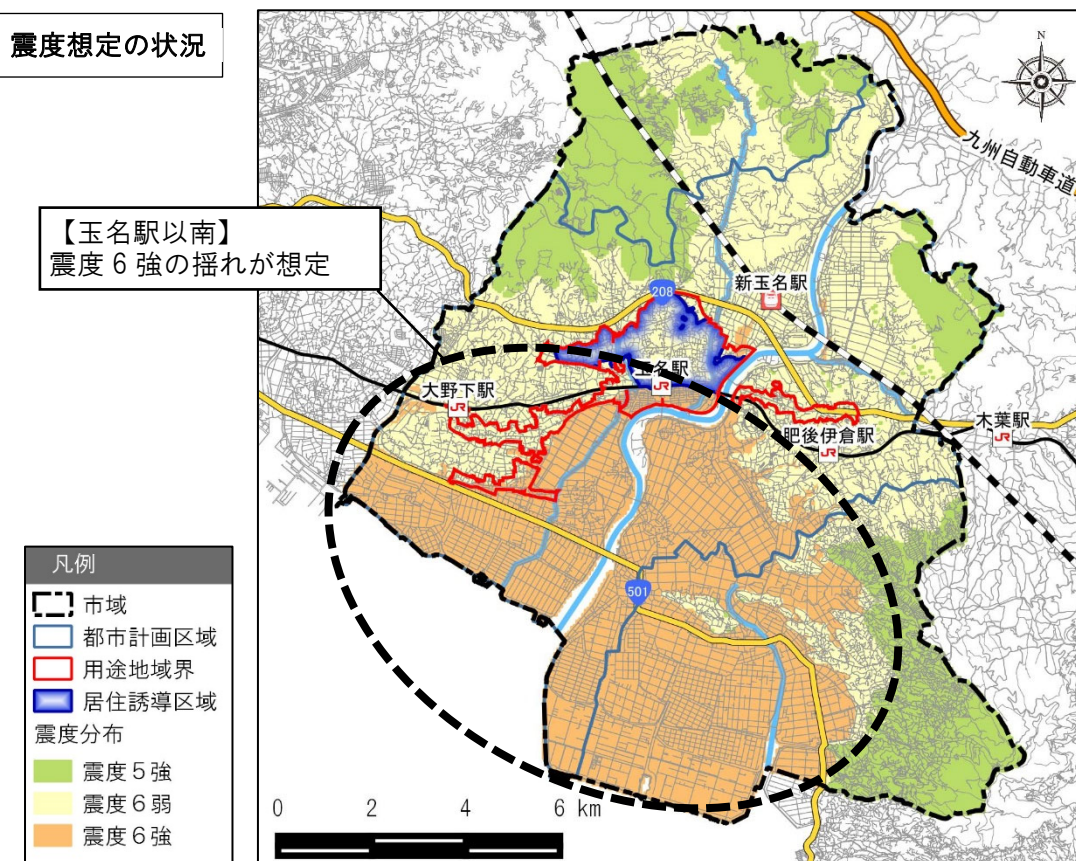 震度想定の状況
N
九州自動車道
【玉名駅以南】
震度6強の揺れが想定
新玉名駅
208
玉名駅
JR
大野下駅
JR
肥後伊倉駅
JR
木葉駅
JR
501
凡例
市域
都市計画区域
用途地域界
居住誘導区域
震度分布
震度5強
震度6弱
震度6強
0 2 4 6 km